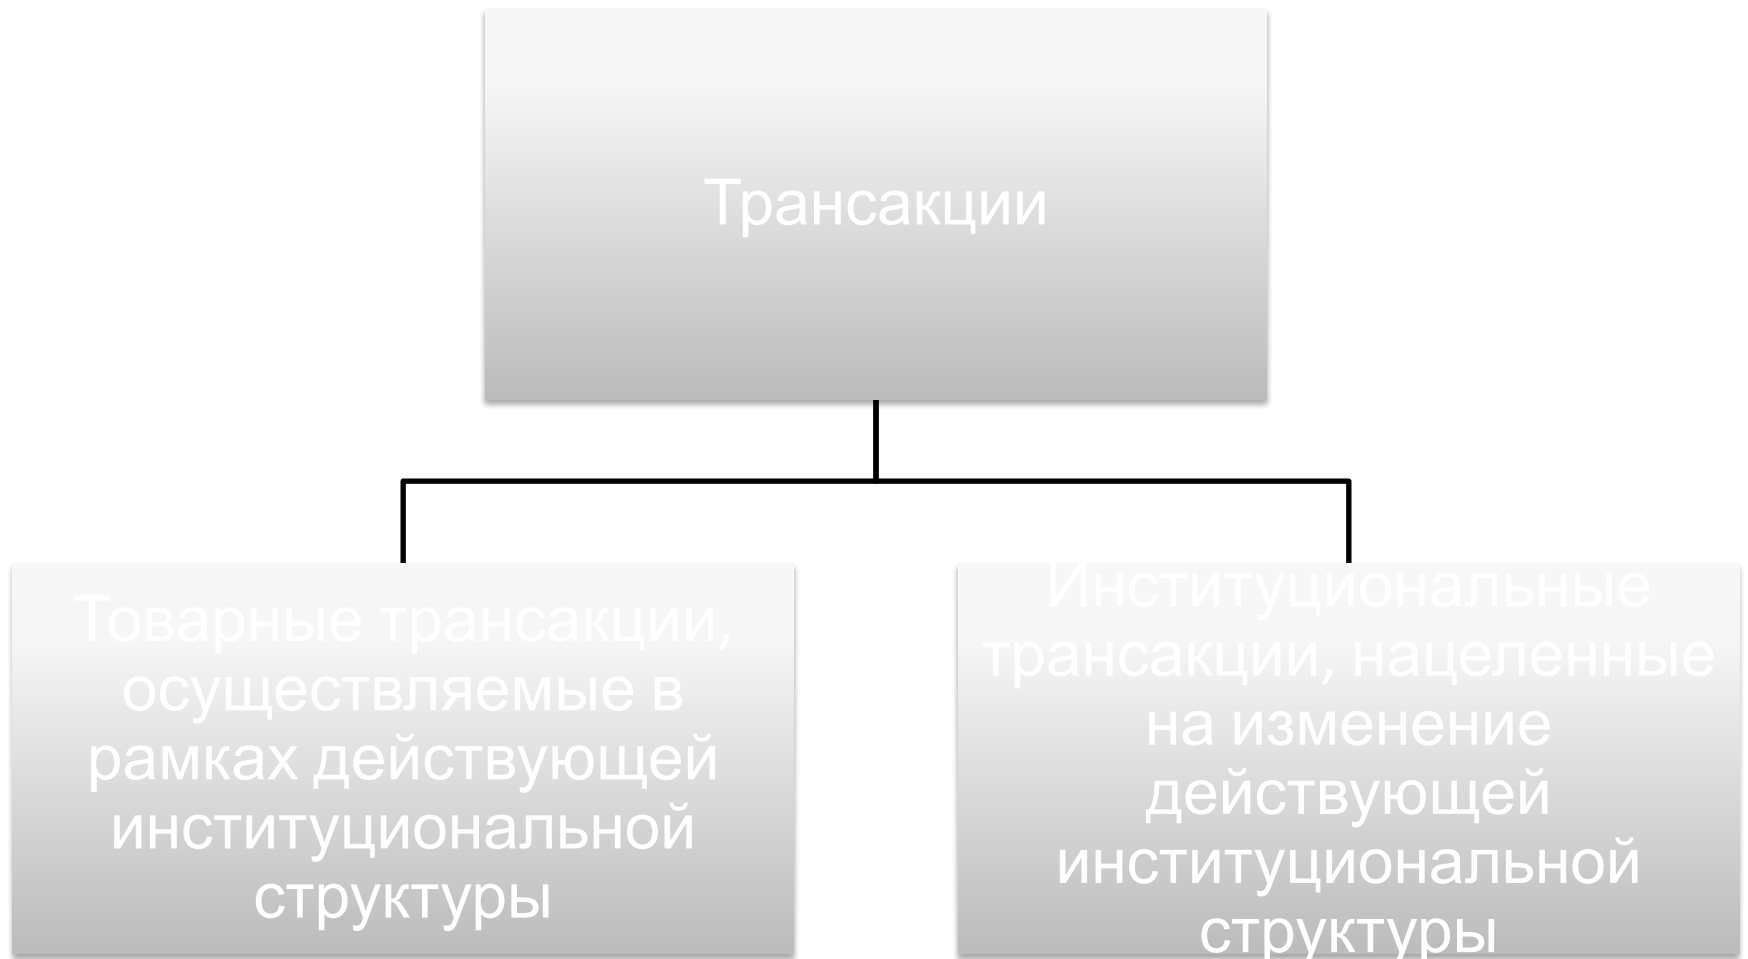 Трансакции
Товарные трансакции,
осуществляемые в
рамках действующей
институциональной
структуры
Институциональные
трансакции, нацеленные
на изменение
действующей
институциональной
структуры